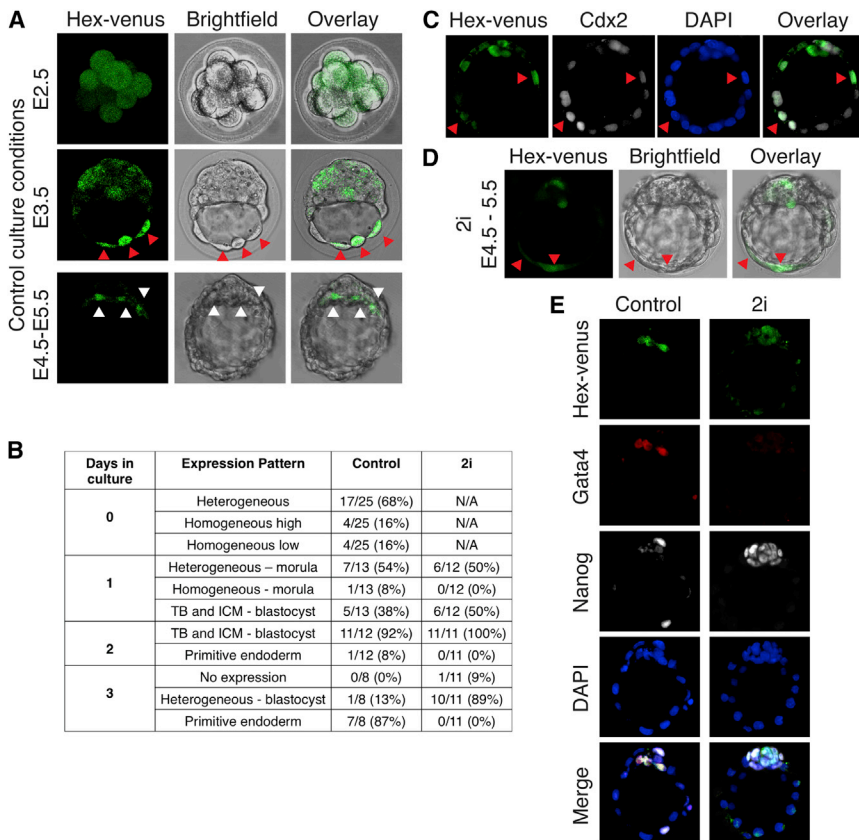 A
Hex-venus Brightfield Overlay
Control culture conditions
E2.5
E3.5
E4.5-E5.5
B
Days in culture Expression Pattern Control 2i
0
Heterogeneous 17/25 (68%) N/A
Homogeneous high 4/25 (16%) N/A
Homogeneous low 4/25 (16%) N/A
1
Heterogeneous – morula 7/13 (54%) 6/12 (50%)
Homogeneous - morula 1/13 (8%) 0/12 (0%)
TB and ICM - blastocyst 5/13 (38%) 6/12 (50%)
2
TB and ICM - blastocyst 11/12 (92%) 11/11 (100%)
Primitive endoderm 1/12 (8%) 0/11 (0%)
3
No expression 0/8 (0%) 1/11 (9%)
Heterogeneous - blastocyst 1/8 (13%) 10/11 (89%)
Primitive endoderm 7/8 (87%) 0/11 (0%)
C
Hex-venus Cdx2 DAPI Overlay
D
Hex-venus Brightfield Overlay
2i
E4.5 - 5.5
E
Control 2i
Hex-venus
Gata4
Nanog
DAPI
Merge